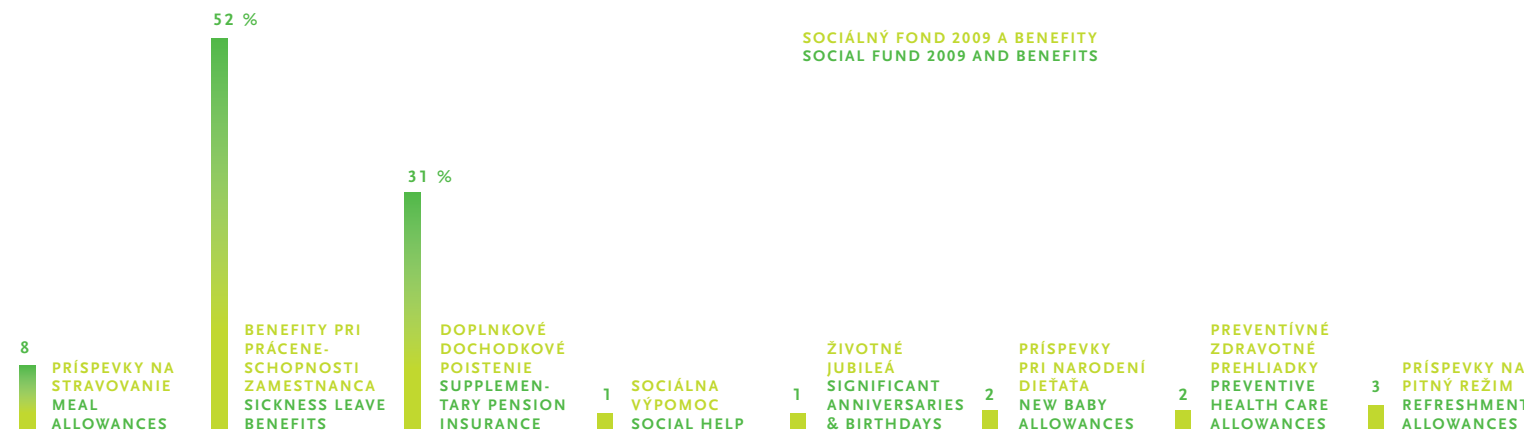 SOCIÁLNÝ FOND 2009 A BENEFITY
SOCIAL FUND 2009 AND BENEFITS
8
PRÍSPEVKY NA
STRAVOVANIE
MEAL
ALLOWANCES
52 %
BENEFITY PRI
PRÁCENE-
SCHOPNOSTI
ZAMESTNANCA
SICKNESS LEAVE
BENEFITS
31 %
DOPLNKOVÉ
DOCHODKOVÉ
POISTENIE
SUPPLEMEN-
TARY PENSION
INSURANCE
1
SOCIÁLNA
VÝPOMOC
SOCIAL HELP
1
ŽIVOTNÉ
JUBILEÁ
SIGNIFICANT
ANNIVERSARIES
& BIRTHDAYS
2
PRÍSPEVKY
PRI NARODENÍ
DIEŤAŤA
NEW BABY
ALLOWANCES
2
PREVENTÍVNÉ
ZDRAVOTNÉ
PREHLIADKY
PREVENTIVE
HEALTH CARE
ALLOWANCES
3
PRÍSPEVKY NA
PITNÝ REŽIM
REFRESHMENT
ALLOWANCES